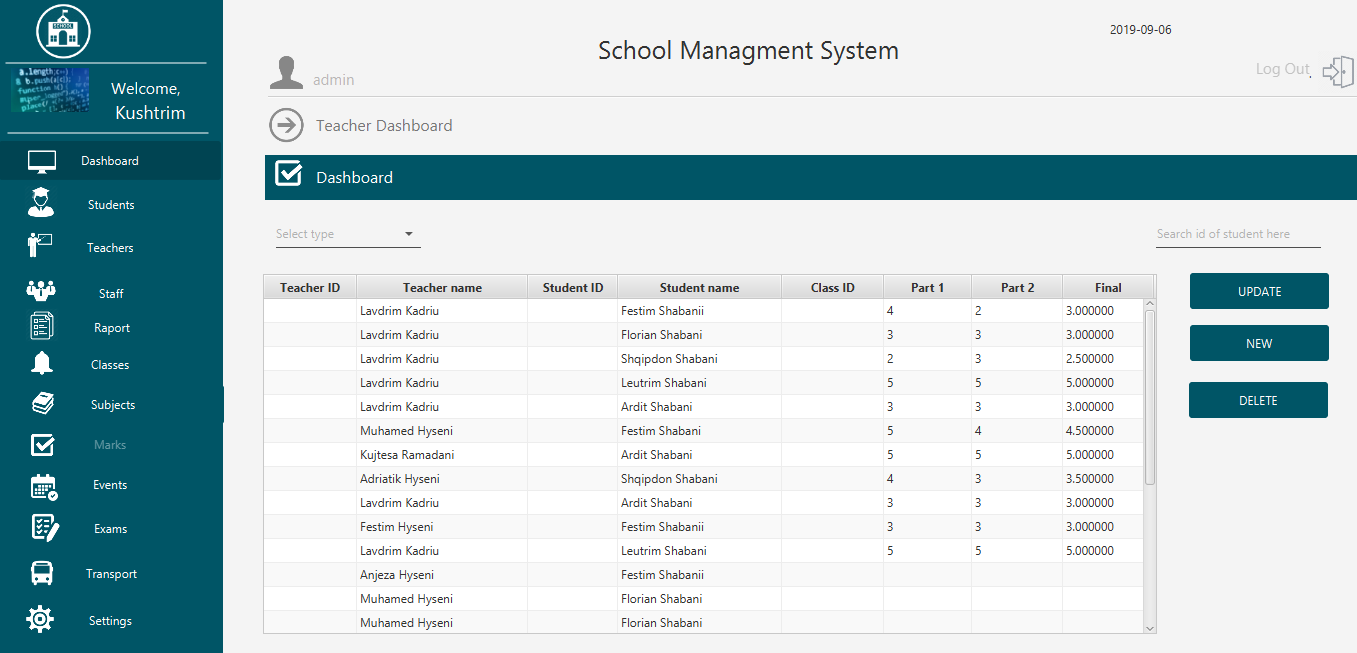 SCHOOL
a.length;c++) {
& b.push(a[c]);
function
Welcome,
Kushtrim
Dashboard
Students
Teachers
Staff
Raport
Classes
Subjects
Marks
Events
Exams
Transport
Settings
2019-09-06
School Managment System
admin
Log Out
Teacher Dashboard
Dashboard
Select type
Search id of student here
Teacher ID Teacher name Student ID Student name Class ID Part 1 Part 2 Final
Lavdrim Kadriu Festim Shabanii 4 2 3.000000
Lavdrim Kadriu Florian Shabani 3 3 3.000000
Lavdrim Kadriu Shqipdon Shabani 2 3 2.500000
Lavdrim Kadriu Leutrim Shabani 5 5 5.000000
Lavdrim Kadriu Ardit Shabani 3 3 3.000000
Muhamed Hyseni Festim Shabani 5 4 4.500000
Kujtesa Ramadani Ardit Shabani 5 5 5.000000
Adriatik Hyseni Shqipdon Shabani 4 3 3.500000
Lavdrim Kadriu Ardit Shabani 3 3 3.000000
Festim Hyseni Festim Shabanii 3 3 3.000000
Lavdrim Kadriu Leutrim Shabani 5 5 5.000000
Anjeza Hyseni Festim Shabanii
Muhamed Hyseni Florian Shabani
Muhamed Hyseni Florian Shabani
UPDATE
NEW
DELETE